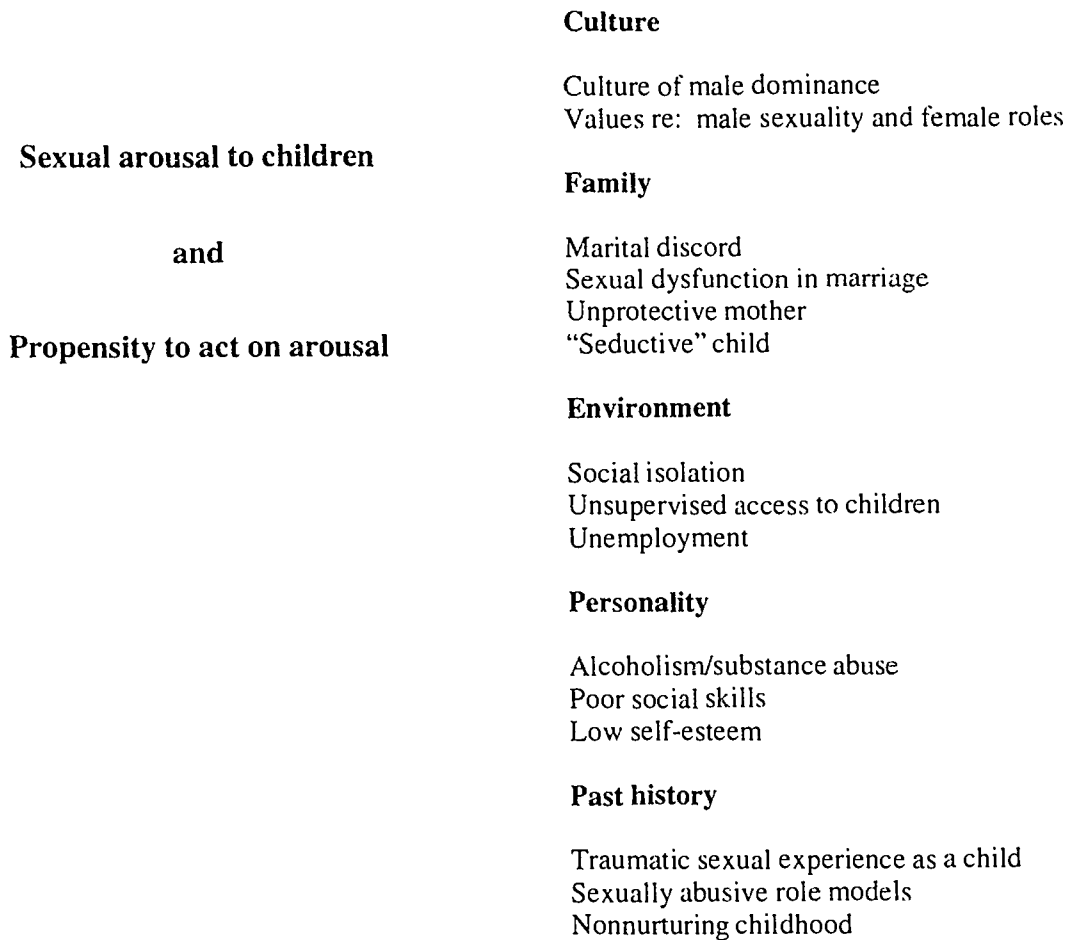 Sexual arousal to children
and
Propensity to act on arousal
Culture
Culture of male dominance
Values re: male sexuality and female roles
Family
Marital discord
Sexual dysfunction in marriage
Unprotective mother
“Seductive” child
Environment
Social isolation
Unsupervised access to children
Unemployment
Personality
Alcoholism/substance abuse
Poor social skills
Low self-esteem
Past history
Traumatic sexual experience as a child
Sexually abusive role models
Nonnurturing childhood